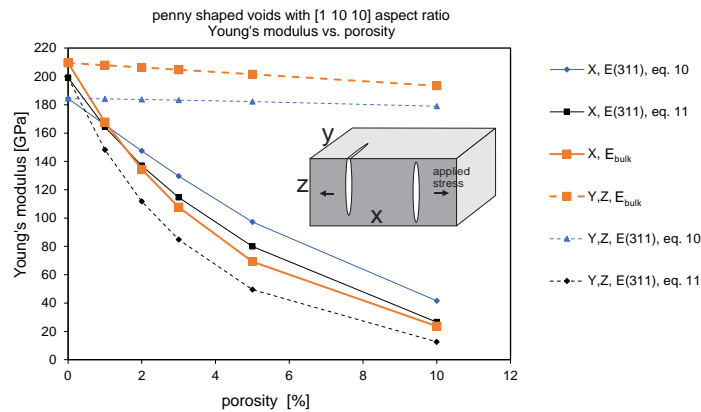 penny shaped voids with [1 10 10] aspect ratio
Young's modulus vs. porosity
Young's modulus [GPa]
220
200
180
160
140
120
100
80
60
40
20
0
0
2
4
6
8
10
12
porosity [%]
y
z
x
applied
stress
X, E(311), eq. 10
X, E(311), eq. 11
X, Ebulk
Y,Z, Ebulk
Y,Z, E(311), eq. 10
Y,Z, E(311), eq. 11